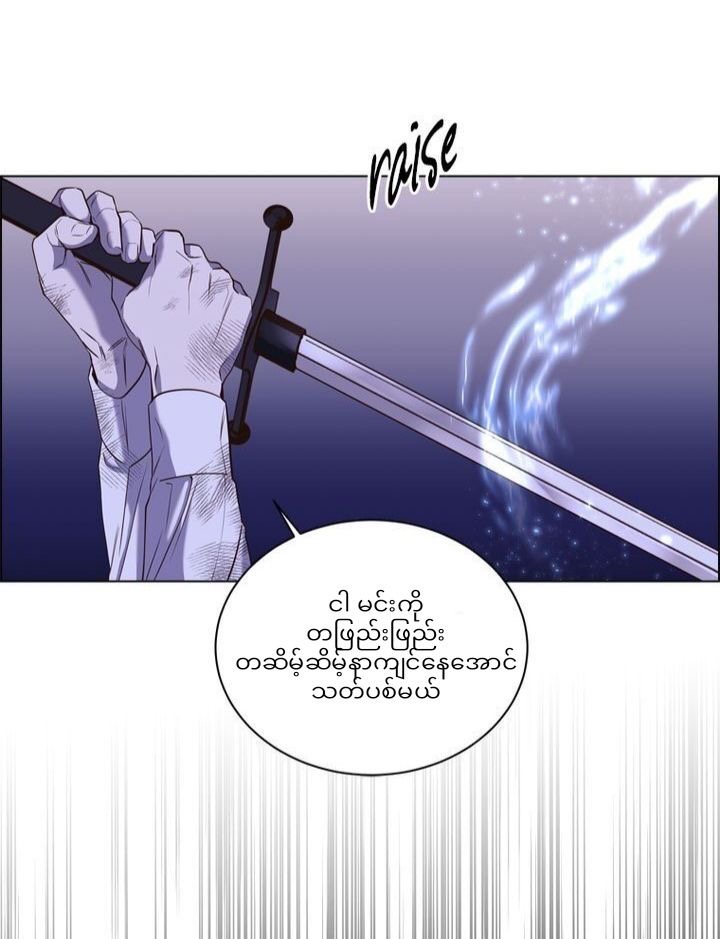 raise
ငါ မင်းကို
တဖြည်းဖြည်း
တဆိမ့်ဆိမ့်နာကျင်နေအောင်
သတ်ပစ်မယ်